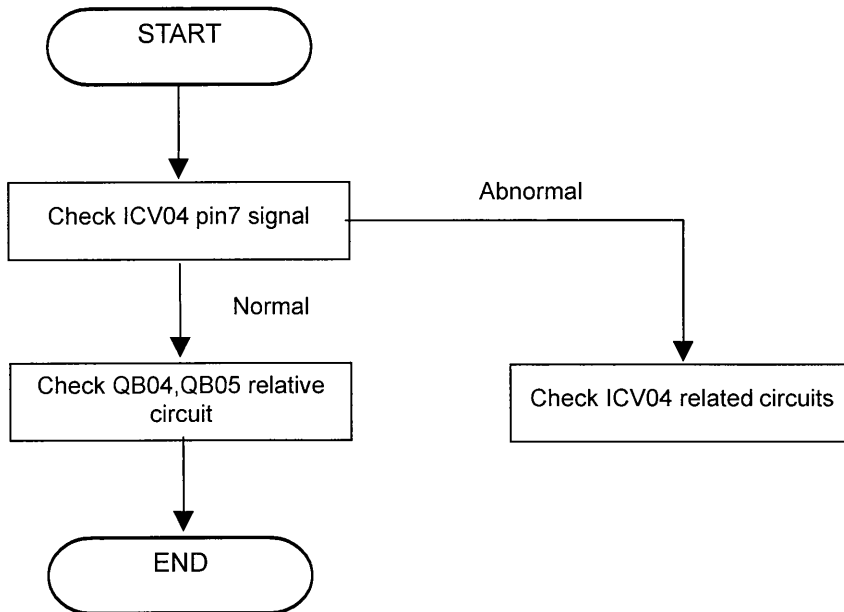 START
Check ICV04 pin7 signal
Abnormal
Normal
Check QB04,QB05 relative
circuit
Check ICV04 related circuits
END